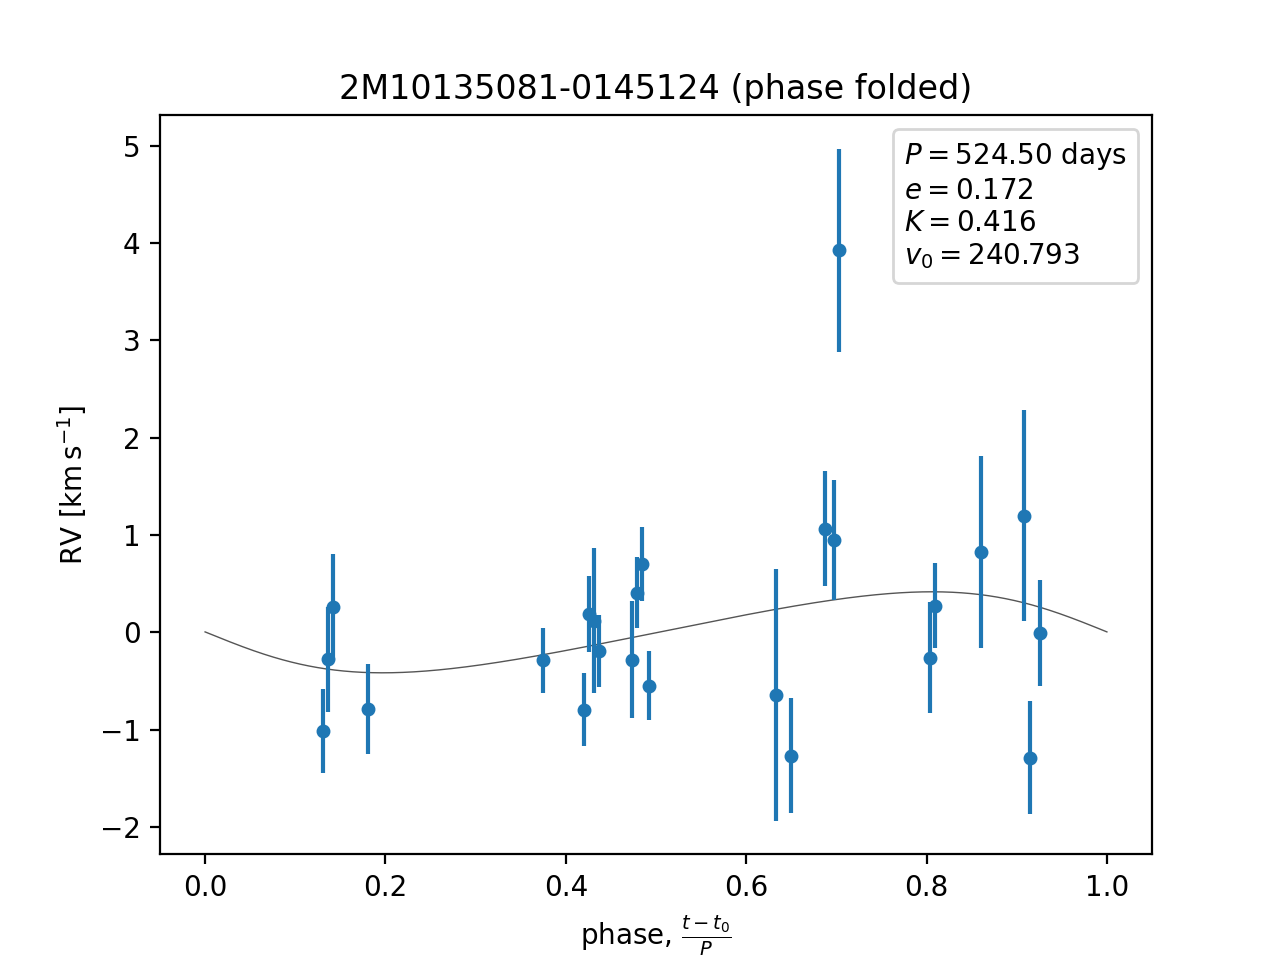 2M10135081-0145124 (phase folded)
P = 524.50 days
e = 0.172
K = 0.416
v₀ = 240.793
RV [km s⁻¹]
5
4
3
2
1
0
−1
−2
0.0 0.2 0.4 0.6 0.8 1.0
phase, (t − t₀)/P